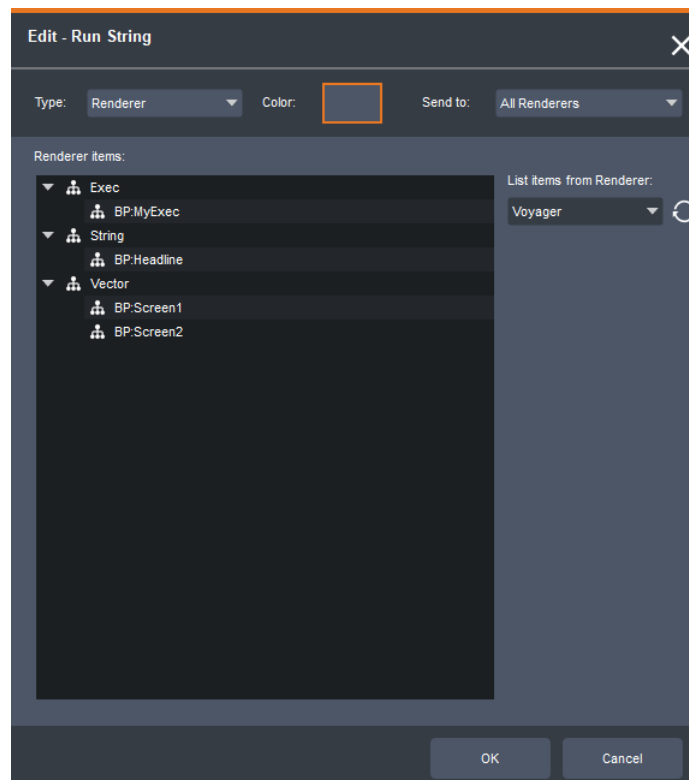 Edit - Run String
Type: Renderer Color: Send to: All Renderers
Renderer items:
List items from Renderer:
Voyager
Exec
BP:MyExec
String
BP:Headline
Vector
BP:Screen1
BP:Screen2
OK Cancel